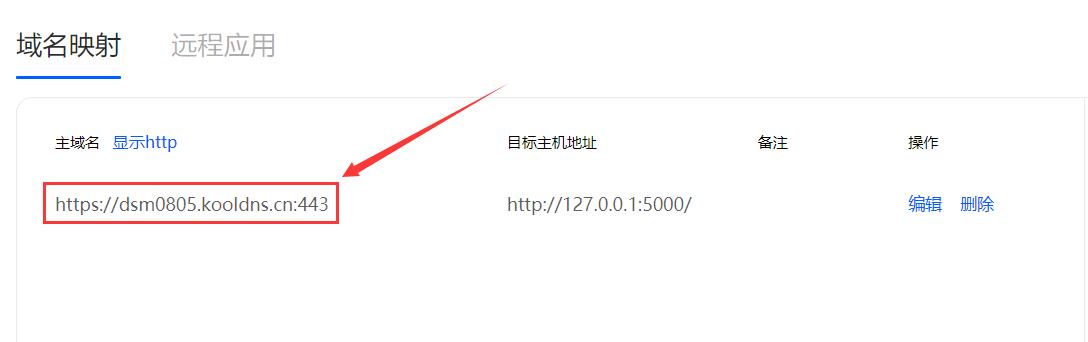 域名映射 远程应用
主域名 显示http 目标主机地址 备注 操作
https://dsm0805.kooldns.cn:443 http://127.0.0.1:5000/ 编辑 删除